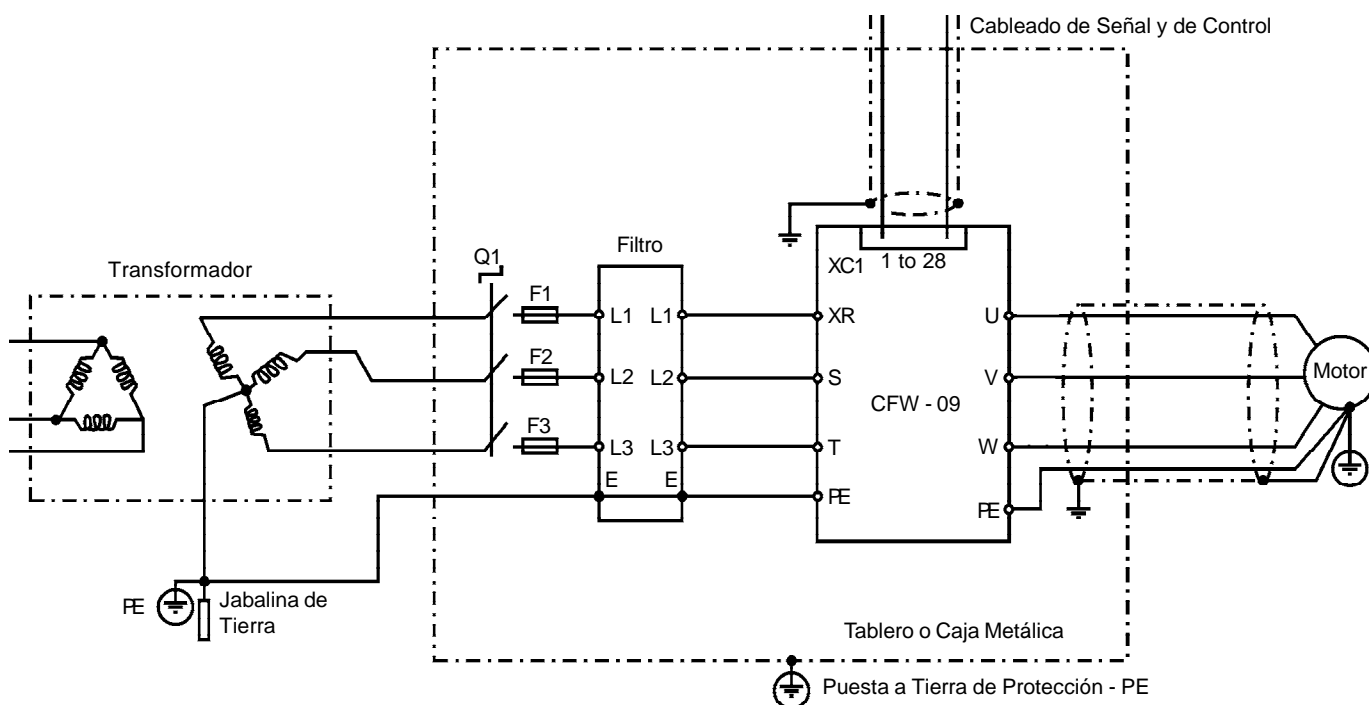 Cableado de Señal y de Control
Transformador
Q1
Filtro
F1
F2
F3
L1 L1
L2 L2
L3 L3
E E
XC1 1 to 28
XR
S
T
PE
CFW - 09
U
V
W
PE
Motor
PE
Jabalina de
Tierra
Tablero o Caja Metálica
Puesta a Tierra de Protección - PE